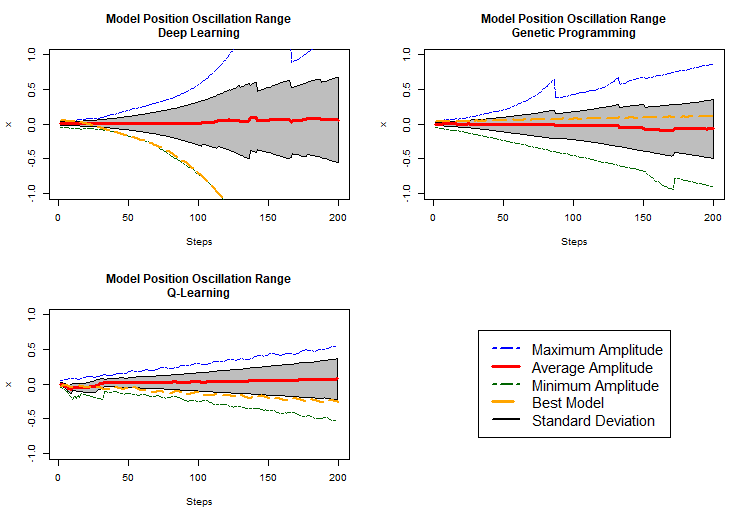 Model Position Oscillation Range
Deep Learning
1.0
0.5
0.0
-0.5
-1.0
x
0 50 100 150 200
Steps
Model Position Oscillation Range
Genetic Programming
1.0
0.5
0.0
-0.5
-1.0
x
0 50 100 150 200
Steps
Model Position Oscillation Range
Q-Learning
1.0
0.5
0.0
-0.5
-1.0
x
0 50 100 150 200
Steps
Maximum Amplitude
Average Amplitude
Minimum Amplitude
Best Model
Standard Deviation